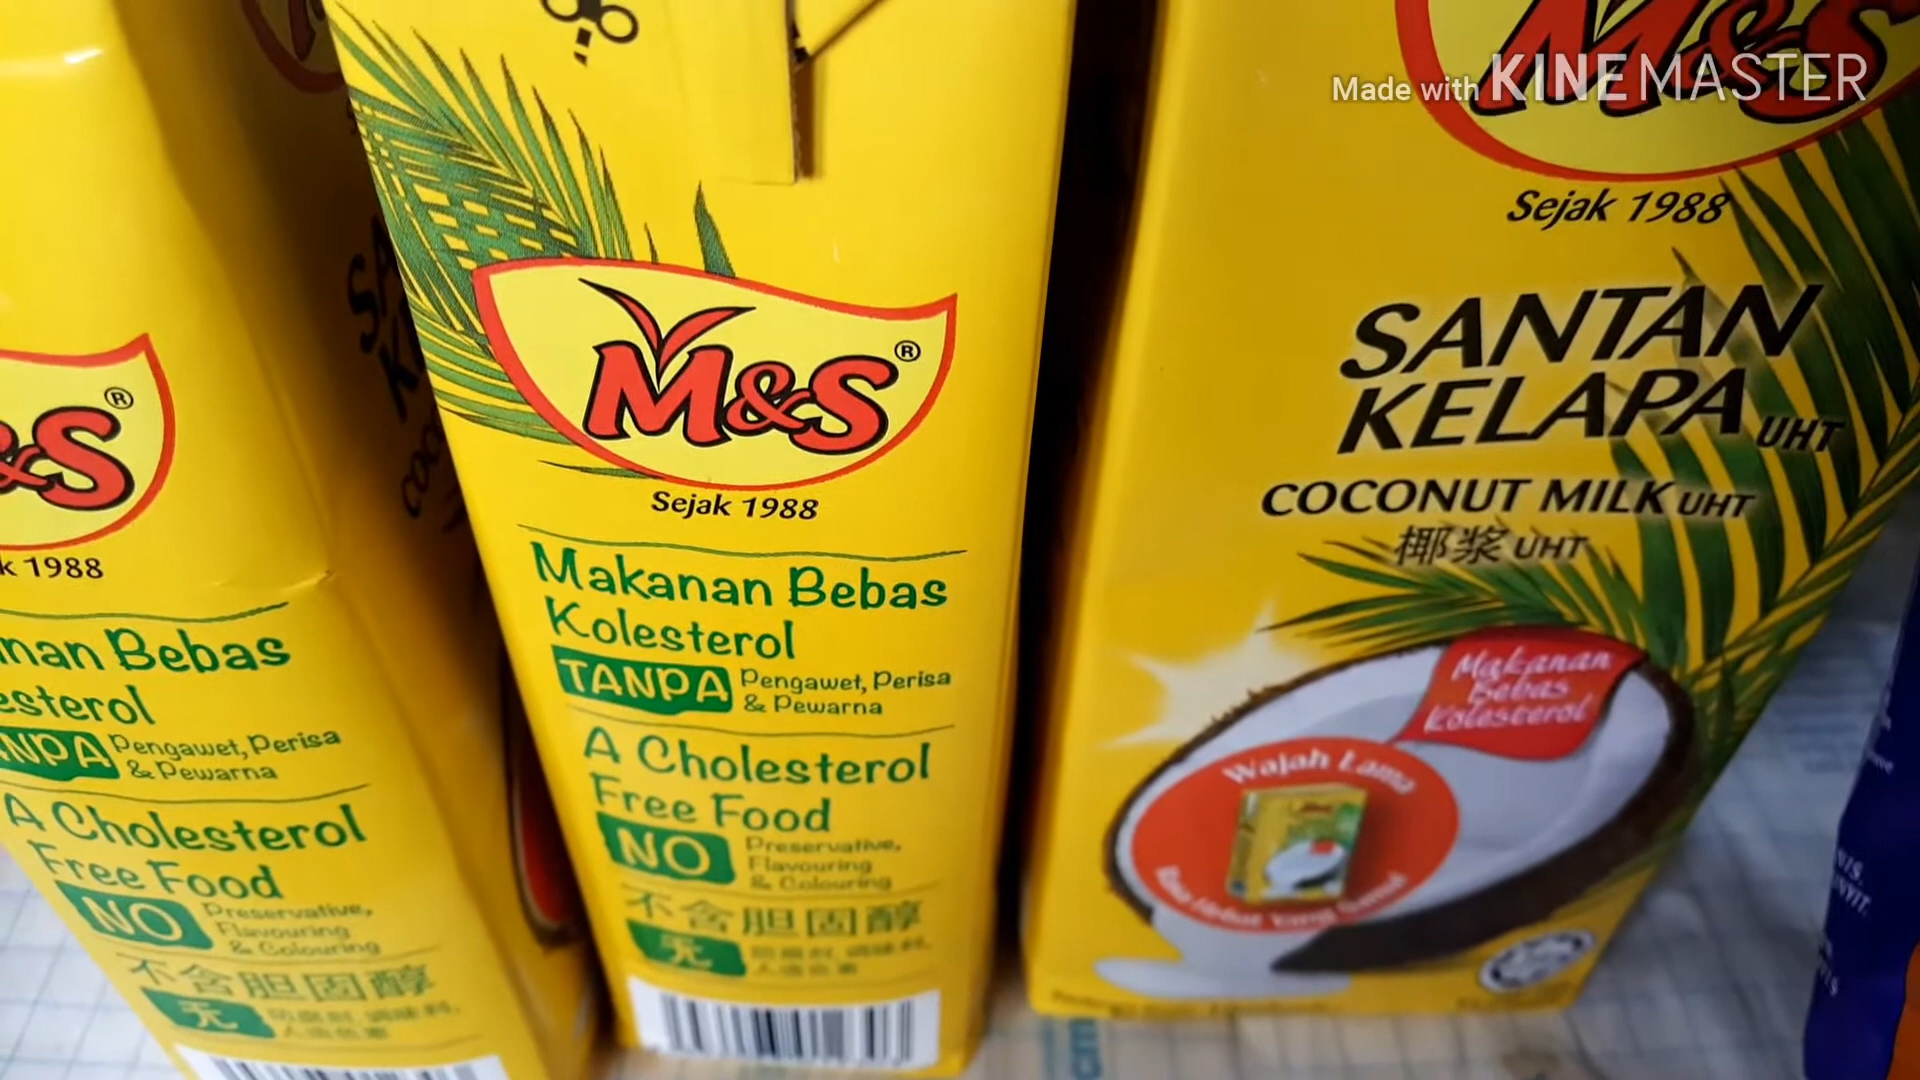 Made with KINEMASTER
&S
®
k 1988
nan Bebas
esterol
NPA Pengawet, Perisa
& Pewarna
A Cholesterol
Free Food
NO Preservative,
Flavouring
& Colouring
不含胆固醇
无
M&S
®
Sejak 1988
Makanan Bebas
Kolesterol
TANPA Pengawet, Perisa
& Pewarna
A Cholesterol
Free Food
NO Preservative,
Flavouring
& Colouring
不含胆固醇
无
M&S
Sejak 1988
SANTAN
KELAPA UHT
COCONUT MILK UHT
椰浆 UHT
Makanan
Bebas
Kolesterol
Wajah Lama
cm